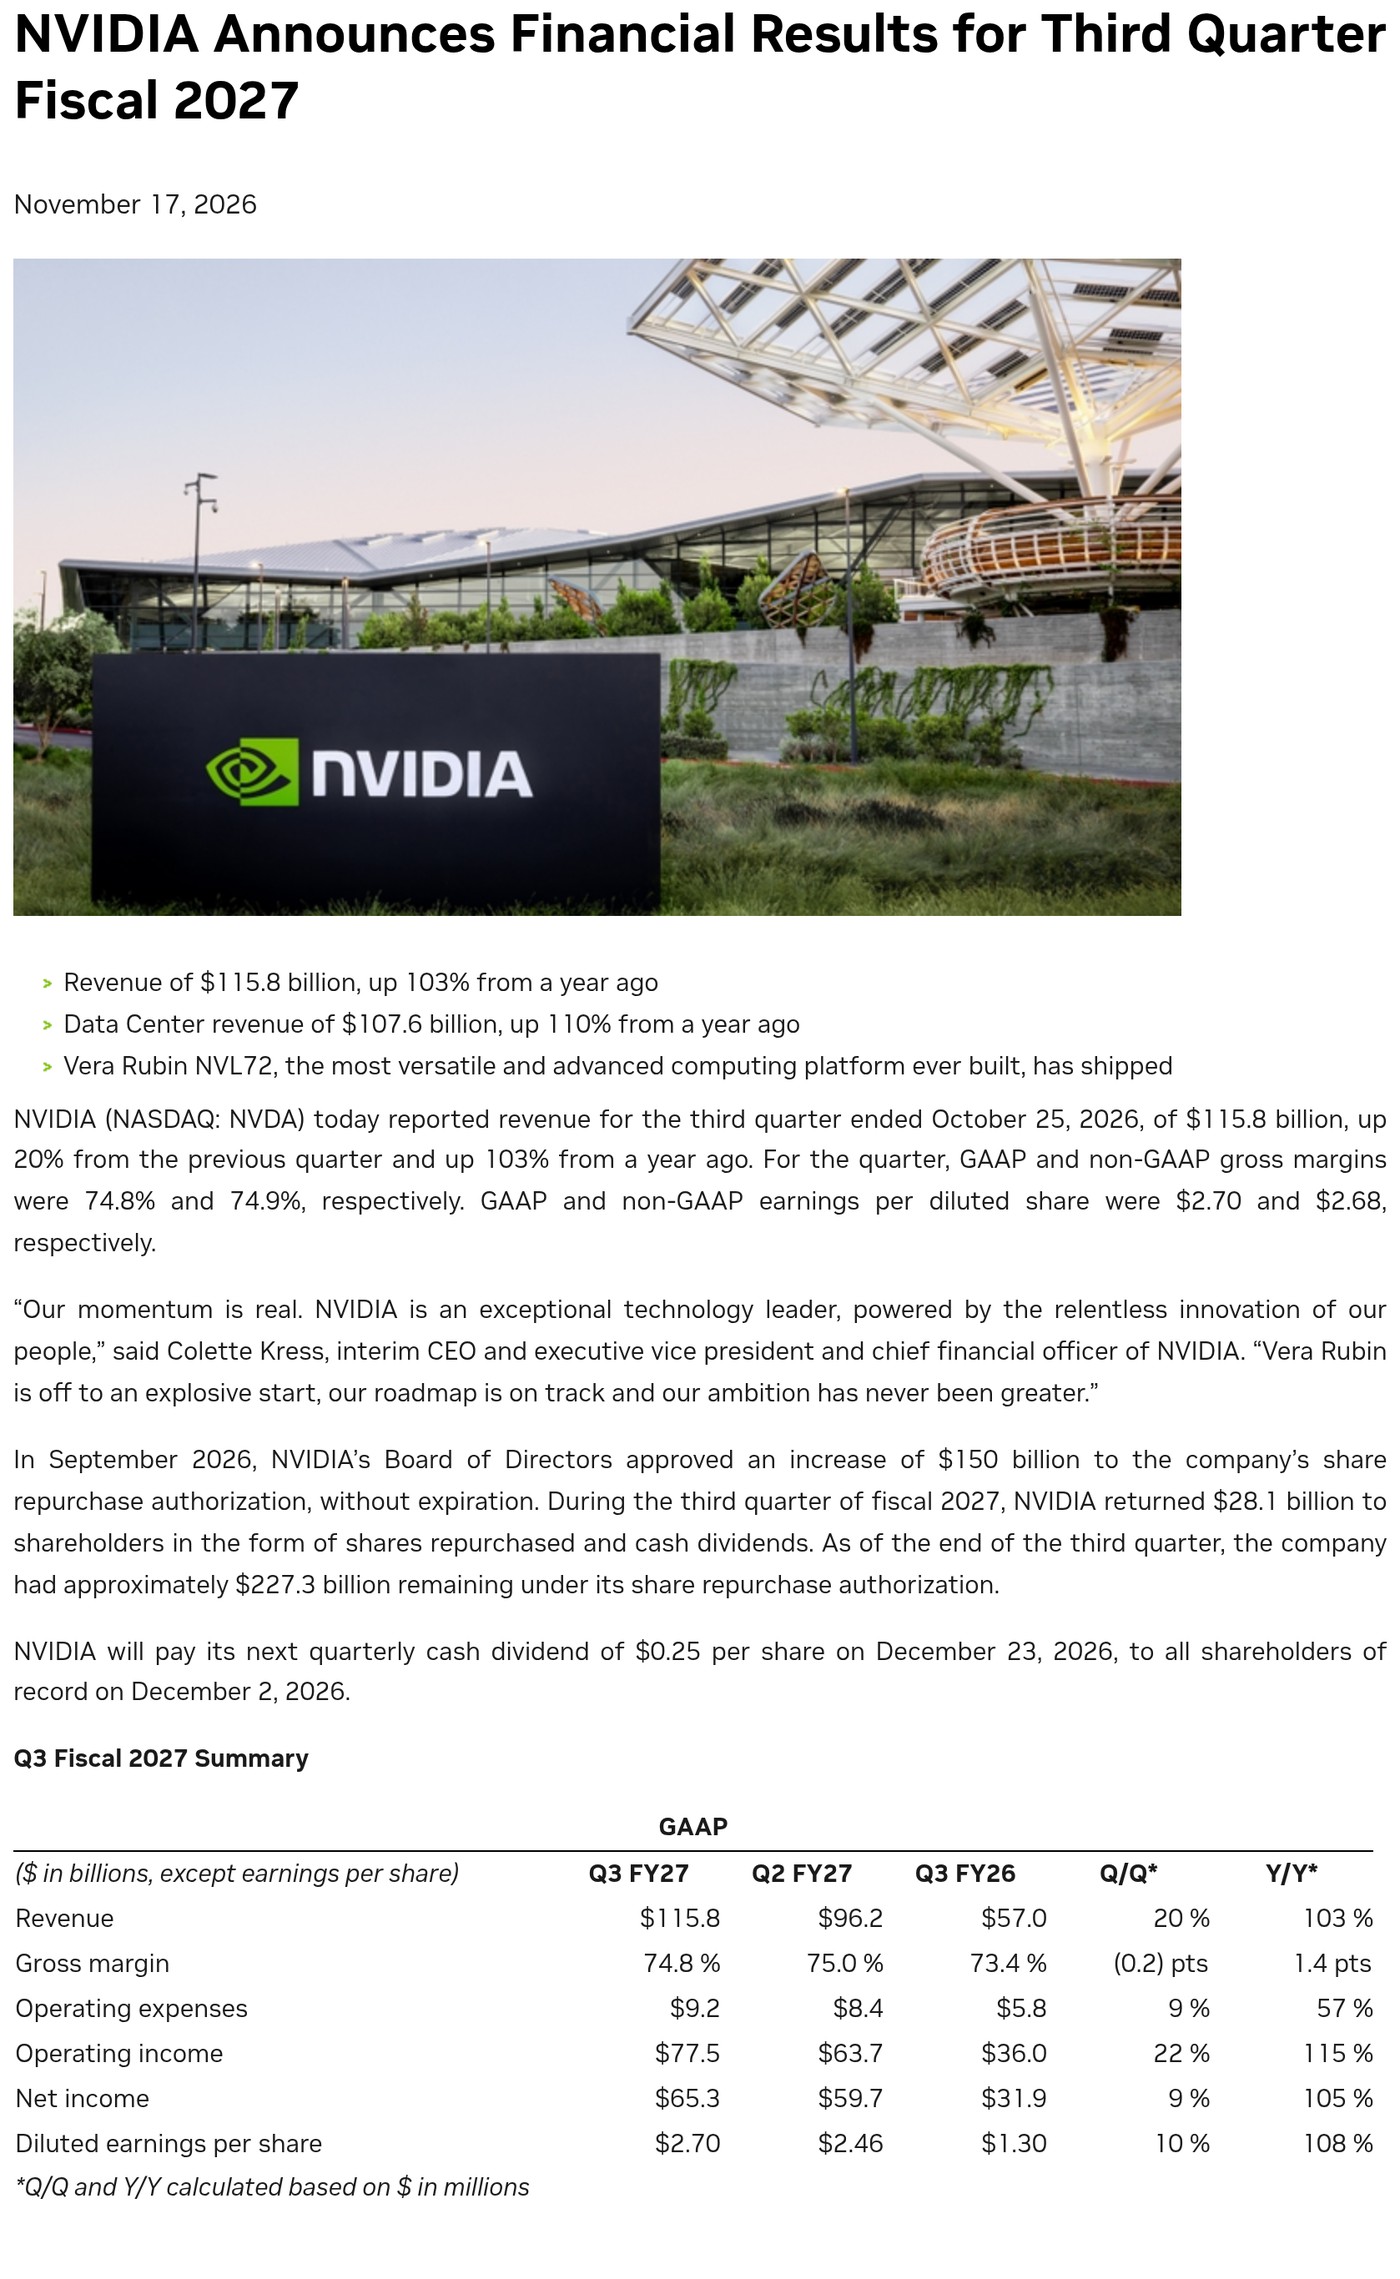 NVIDIA Announces Financial Results for Third Quarter
Fiscal 2027
November 17, 2026
NVIDIA
> Revenue of $115.8 billion, up 103% from a year ago
> Data Center revenue of $107.6 billion, up 110% from a year ago
> Vera Rubin NVL72, the most versatile and advanced computing platform ever built, has shipped
NVIDIA (NASDAQ: NVDA) today reported revenue for the third quarter ended October 25, 2026, of $115.8 billion, up
20% from the previous quarter and up 103% from a year ago. For the quarter, GAAP and non-GAAP gross margins
were 74.8% and 74.9%, respectively. GAAP and non-GAAP earnings per diluted share were $2.70 and $2.68,
respectively.
“Our momentum is real. NVIDIA is an exceptional technology leader, powered by the relentless innovation of our
people,” said Colette Kress, interim CEO and executive vice president and chief financial officer of NVIDIA. “Vera Rubin
is off to an explosive start, our roadmap is on track and our ambition has never been greater.”
In September 2026, NVIDIA’s Board of Directors approved an increase of $150 billion to the company’s share
repurchase authorization, without expiration. During the third quarter of fiscal 2027, NVIDIA returned $28.1 billion to
shareholders in the form of shares repurchased and cash dividends. As of the end of the third quarter, the company
had approximately $227.3 billion remaining under its share repurchase authorization.
NVIDIA will pay its next quarterly cash dividend of $0.25 per share on December 23, 2026, to all shareholders of
record on December 2, 2026.
Q3 Fiscal 2027 Summary
GAAP
($ in billions, except earnings per share) Q3 FY27 Q2 FY27 Q3 FY26 Q/Q* Y/Y*
Revenue $115.8 $96.2 $57.0 20 % 103 %
Gross margin 74.8 % 75.0 % 73.4 % (0.2) pts 1.4 pts
Operating expenses $9.2 $8.4 $5.8 9 % 57 %
Operating income $77.5 $63.7 $36.0 22 % 115 %
Net income $65.3 $59.7 $31.9 9 % 105 %
Diluted earnings per share $2.70 $2.46 $1.30 10 % 108 %
*Q/Q and Y/Y calculated based on $ in millions